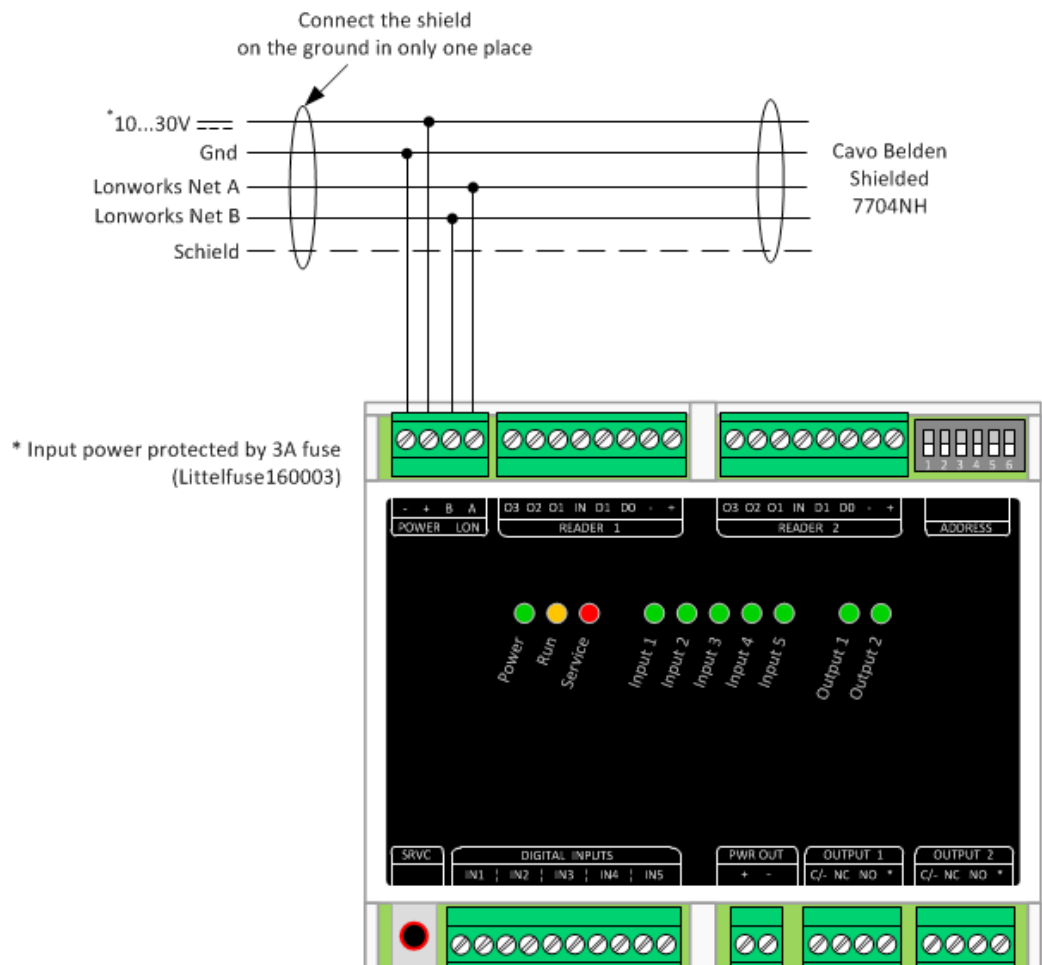 Connect the shield
on the ground in only one place
*10...30V
Gnd
Lonworks Net A
Lonworks Net B
Schield
Cavo Belden
Shielded
7704NH
* Input power protected by 3A fuse
(Littelfuse160003)
1 2 3 4 5 6
- + B A
POWER LON
O3 O2 O1 IN D1 D0 - +
READER 1
O3 O2 O1 IN D1 D0 - +
READER 2
ADDRESS
Power
Run
Service
Input 1
Input 2
Input 3
Input 4
Input 5
Output 1
Output 2
SRVC
DIGITAL INPUTS
IN1 ¦ IN2 ¦ IN3 ¦ IN4 ¦ IN5
PWR OUT
+ -
OUTPUT 1
C/- NC NO *
OUTPUT 2
C/- NC NO *